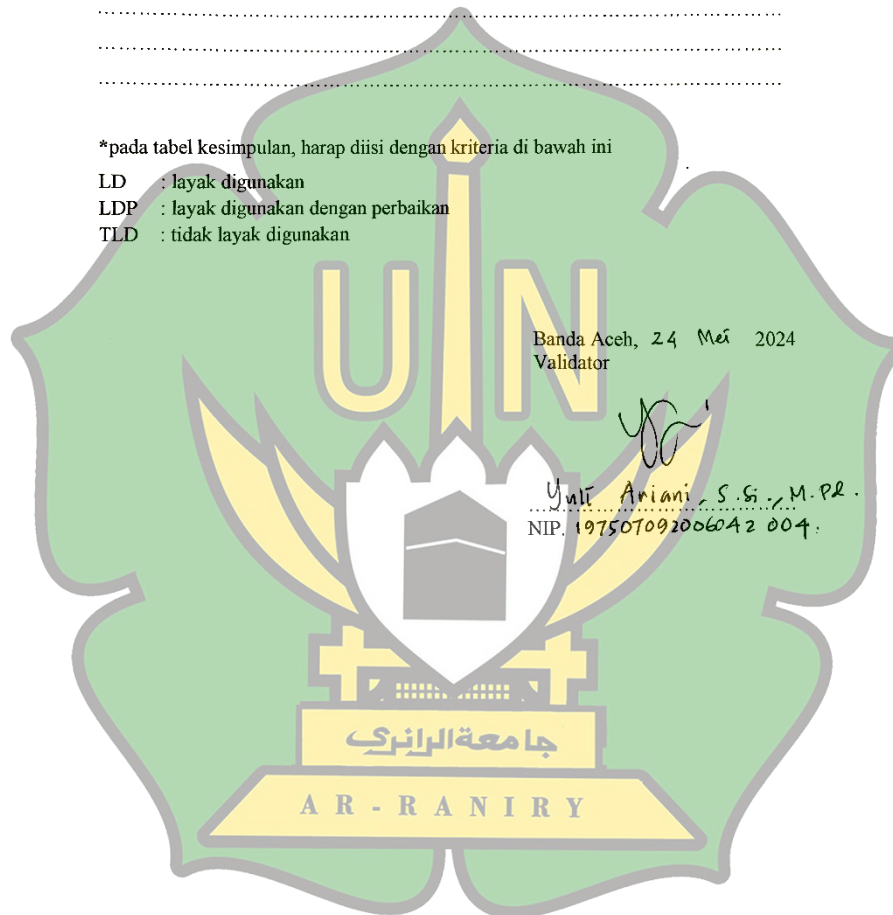 *pada tabel kesimpulan, harap diisi dengan kriteria di bawah ini
LD : layak digunakan
LDP : layak digunakan dengan perbaikan
TLD : tidak layak digunakan
UIN
Banda Aceh, 24 Mei 2024
Validator
Yuli Ariani, S.Si., M.Pd.
NIP. 197507092006042 004.
جامعة الرانري
AR-RANIRY